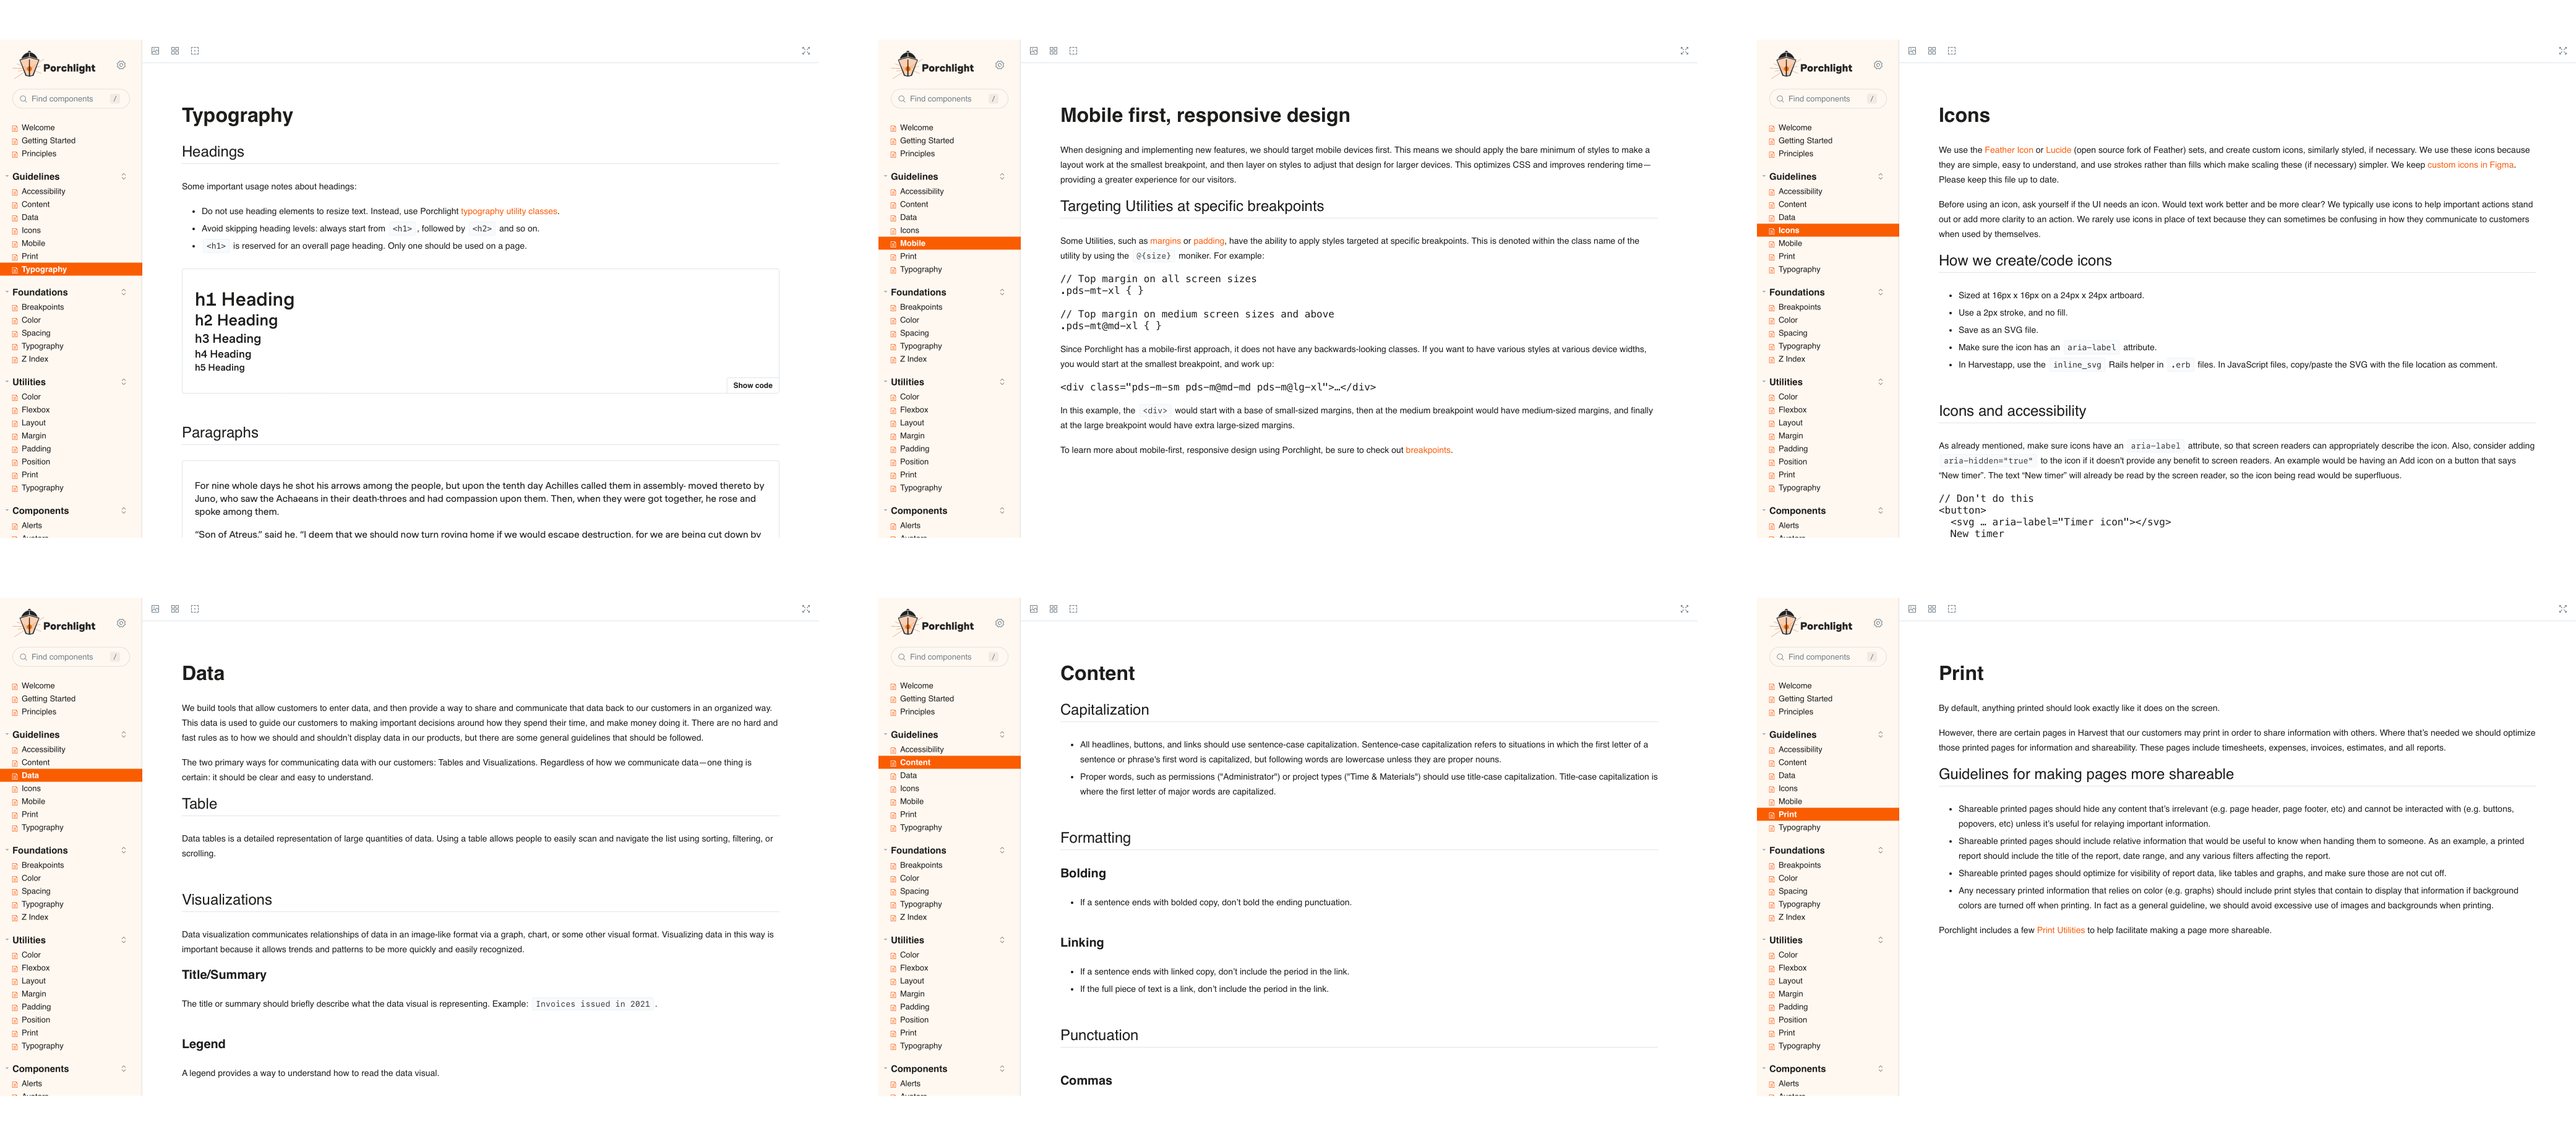 Porchlight
Find components /
Welcome
Getting Started
Principles
Guidelines
Accessibility
Content
Data
Icons
Mobile
Print
Typography
Foundations
Breakpoints
Color
Spacing
Typography
Z Index
Utilities
Color
Flexbox
Layout
Margin
Padding
Position
Print
Typography
Components
Alerts
Typography
Headings
Some important usage notes about headings:
• Do not use heading elements to resize text. Instead, use Porchlight typography utility classes.
• Avoid skipping heading levels: always start from <h1> , followed by <h2> and so on.
• <h1> is reserved for an overall page heading. Only one should be used on a page.
h1 Heading
h2 Heading
h3 Heading
h4 Heading
h5 Heading
Show code
Paragraphs
For nine whole days he shot his arrows among the people, but upon the tenth day Achilles called them in assembly- moved thereto by
Juno, who saw the Achaeans in their death-throes and had compassion upon them. Then, when they were got together, he rose and
spoke among them.
“Son of Atreus,” said he, “I deem that we should now turn roving home if we would escape destruction, for we are being cut down by
Porchlight
Find components /
Welcome
Getting Started
Principles
Guidelines
Accessibility
Content
Data
Icons
Mobile
Print
Typography
Foundations
Breakpoints
Color
Spacing
Typography
Z Index
Utilities
Color
Flexbox
Layout
Margin
Padding
Position
Print
Typography
Components
Alerts
Mobile first, responsive design
When designing and implementing new features, we should target mobile devices first. This means we should apply the bare minimum of styles to make a
layout work at the smallest breakpoint, and then layer on styles to adjust that design for larger devices. This optimizes CSS and improves rendering time—
providing a greater experience for our visitors.
Targeting Utilities at specific breakpoints
Some Utilities, such as margins or padding, have the ability to apply styles targeted at specific breakpoints. This is denoted within the class name of the
utility by using the @{size} moniker. For example:
// Top margin on all screen sizes
.pds-mt-xl { }
// Top margin on medium screen sizes and above
.pds-mt@md-xl { }
Since Porchlight has a mobile-first approach, it does not have any backwards-looking classes. If you want to have various styles at various device widths,
you would start at the smallest breakpoint, and work up:
<div class="pds-m-sm pds-m@md-md pds-m@lg-xl">…</div>
In this example, the <div> would start with a base of small-sized margins, then at the medium breakpoint would have medium-sized margins, and finally
at the large breakpoint would have extra large-sized margins.
To learn more about mobile-first, responsive design using Porchlight, be sure to check out breakpoints.
Porchlight
Find components /
Welcome
Getting Started
Principles
Guidelines
Accessibility
Content
Data
Icons
Mobile
Print
Typography
Foundations
Breakpoints
Color
Spacing
Typography
Z Index
Utilities
Color
Flexbox
Layout
Margin
Padding
Position
Print
Typography
Components
Alerts
Icons
We use the Feather Icon or Lucide (open source fork of Feather) sets, and create custom icons, similarly styled, if necessary. We use these icons because
they are simple, easy to understand, and use strokes rather than fills which make scaling these (if necessary) simpler. We keep custom icons in Figma.
Please keep this file up to date.
Before using an icon, ask yourself if the UI needs an icon. Would text work better and be more clear? We typically use icons to help important actions stand
out or add more clarity to an action. We rarely use icons in place of text because they can sometimes be confusing in how they communicate to customers
when used by themselves.
How we create/code icons
• Sized at 16px x 16px on a 24px x 24px artboard.
• Use a 2px stroke, and no fill.
• Save as an SVG file.
• Make sure the icon has an aria-label attribute.
• In Harvestapp, use the inline_svg Rails helper in .erb files. In JavaScript files, copy/paste the SVG with the file location as comment.
Icons and accessibility
As already mentioned, make sure icons have an aria-label attribute, so that screen readers can appropriately describe the icon. Also, consider adding
aria-hidden="true" to the icon if it doesn’t provide any benefit to screen readers. An example would be having an Add icon on a button that says
“New timer”. The text “New timer” will already be read by the screen reader, so the icon being read would be superfluous.
// Don't do this
<button>
<svg … aria-label="Timer icon"></svg>
New timer
Porchlight
Find components /
Welcome
Getting Started
Principles
Guidelines
Accessibility
Content
Data
Icons
Mobile
Print
Typography
Foundations
Breakpoints
Color
Spacing
Typography
Z Index
Utilities
Color
Flexbox
Layout
Margin
Padding
Position
Print
Typography
Components
Alerts
Data
We build tools that allow customers to enter data, and then provide a way to share and communicate that data back to our customers in an organized way.
This data is used to guide our customers to making important decisions around how they spend their time, and make money doing it. There are no hard and
fast rules as to how we should and shouldn’t display data in our products, but there are some general guidelines that should be followed.
The two primary ways for communicating data with our customers: Tables and Visualizations. Regardless of how we communicate data—one thing is
certain: it should be clear and easy to understand.
Table
Data tables is a detailed representation of large quantities of data. Using a table allows people to easily scan and navigate the list using sorting, filtering, or
scrolling.
Visualizations
Data visualization communicates relationships of data in an image-like format via a graph, chart, or some other visual format. Visualizing data in this way is
important because it allows trends and patterns to be more quickly and easily recognized.
Title/Summary
The title or summary should briefly describe what the data visual is representing. Example: Invoices issued in 2021 .
Legend
A legend provides a way to understand how to read the data visual.
Porchlight
Find components /
Welcome
Getting Started
Principles
Guidelines
Accessibility
Content
Data
Icons
Mobile
Print
Typography
Foundations
Breakpoints
Color
Spacing
Typography
Z Index
Utilities
Color
Flexbox
Layout
Margin
Padding
Position
Print
Typography
Components
Alerts
Content
Capitalization
• All headlines, buttons, and links should use sentence-case capitalization. Sentence-case capitalization refers to situations in which the first letter of a
sentence or phrase’s first word is capitalized, but following words are lowercase unless they are proper nouns.
• Proper words, such as permissions ("Administrator") or project types ("Time & Materials") should use title-case capitalization. Title-case capitalization is
where the first letter of major words are capitalized.
Formatting
Bolding
• If a sentence ends with bolded copy, don’t bold the ending punctuation.
Linking
• If a sentence ends with linked copy, don’t include the period in the link.
• If the full piece of text is a link, don’t include the period in the link.
Punctuation
Commas
Porchlight
Find components /
Welcome
Getting Started
Principles
Guidelines
Accessibility
Content
Data
Icons
Mobile
Print
Typography
Foundations
Breakpoints
Color
Spacing
Typography
Z Index
Utilities
Color
Flexbox
Layout
Margin
Padding
Position
Print
Typography
Components
Alerts
Print
By default, anything printed should look exactly like it does on the screen.
However, there are certain pages in Harvest that our customers may print in order to share information with others. Where that’s needed we should optimize
those printed pages for information and shareability. These pages include timesheets, expenses, invoices, estimates, and all reports.
Guidelines for making pages more shareable
• Shareable printed pages should hide any content that’s irrelevant (e.g. page header, page footer, etc) and cannot be interacted with (e.g. buttons,
popovers, etc) unless it’s useful for relaying important information.
• Shareable printed pages should include relative information that would be useful to know when handing them to someone. As an example, a printed
report should include the title of the report, date range, and any various filters affecting the report.
• Shareable printed pages should optimize for visibility of report data, like tables and graphs, and make sure those are not cut off.
• Any necessary printed information that relies on color (e.g. graphs) should include print styles that contain to display that information if background
colors are turned off when printing. In fact as a general guideline, we should avoid excessive use of images and backgrounds when printing.
Porchlight includes a few Print Utilities to help facilitate making a page more shareable.